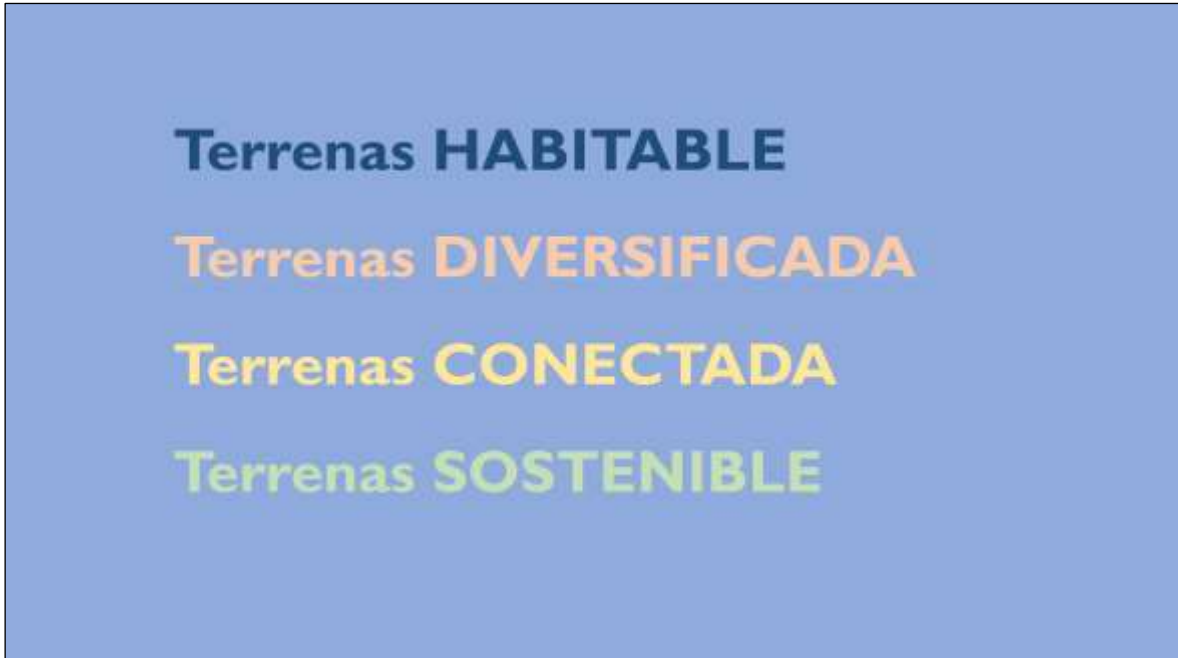 Terrenas HABITABLE
Terrenas DIVERSIFICADA
Terrenas CONECTADA
Terrenas SOSTENIBLE